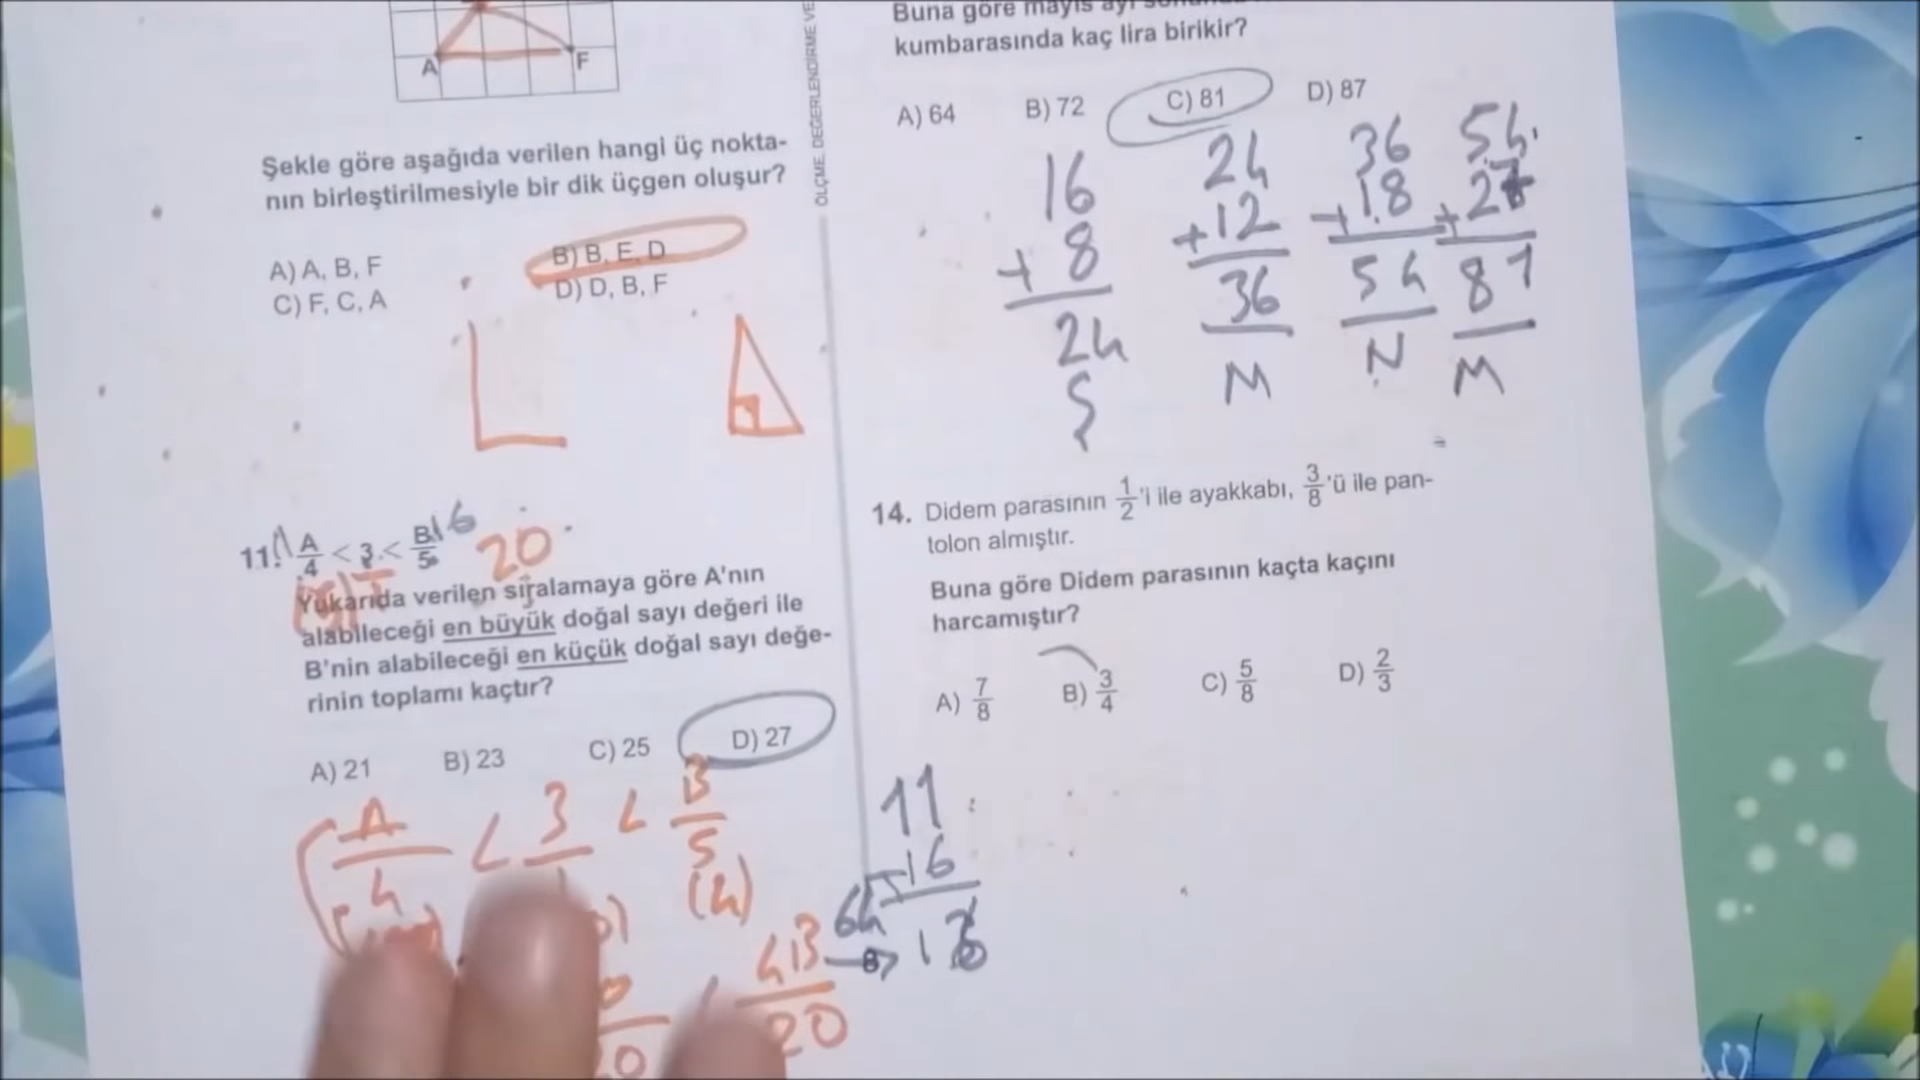 A
F
Şekle göre aşağıda verilen hangi üç nokta-
nın birleştirilmesiyle bir dik üçgen oluşur?
A) A, B, F
B) B, E, D
C) F, C, A
D) D, B, F
11. A/4 < 3 < B/5
16
20
Yukarıda verilen sıralamaya göre A'nın
alabileceği en büyük doğal sayı değeri ile
B'nin alabileceği en küçük doğal sayı değe-
rinin toplamı kaçtır?
A) 21 B) 23 C) 25 D) 27
A/4 < 3 < B/5
(4)
4B/20
ÖLÇME, DEĞERLENDİRME VE
Buna göre mayıs ayı
kumbarasında kaç lira birikir?
A) 64 B) 72 C) 81 D) 87
16 24 36 54
+ 8 +12 +18 +27
24 36 54 81
Ş M N M
14. Didem parasının 1/2'i ile ayakkabı, 3/8'ü ile pan-
tolon almıştır.
Buna göre Didem parasının kaçta kaçını
harcamıştır?
A) 7/8 B) 3/4 C) 5/8 D) 2/3
11
16